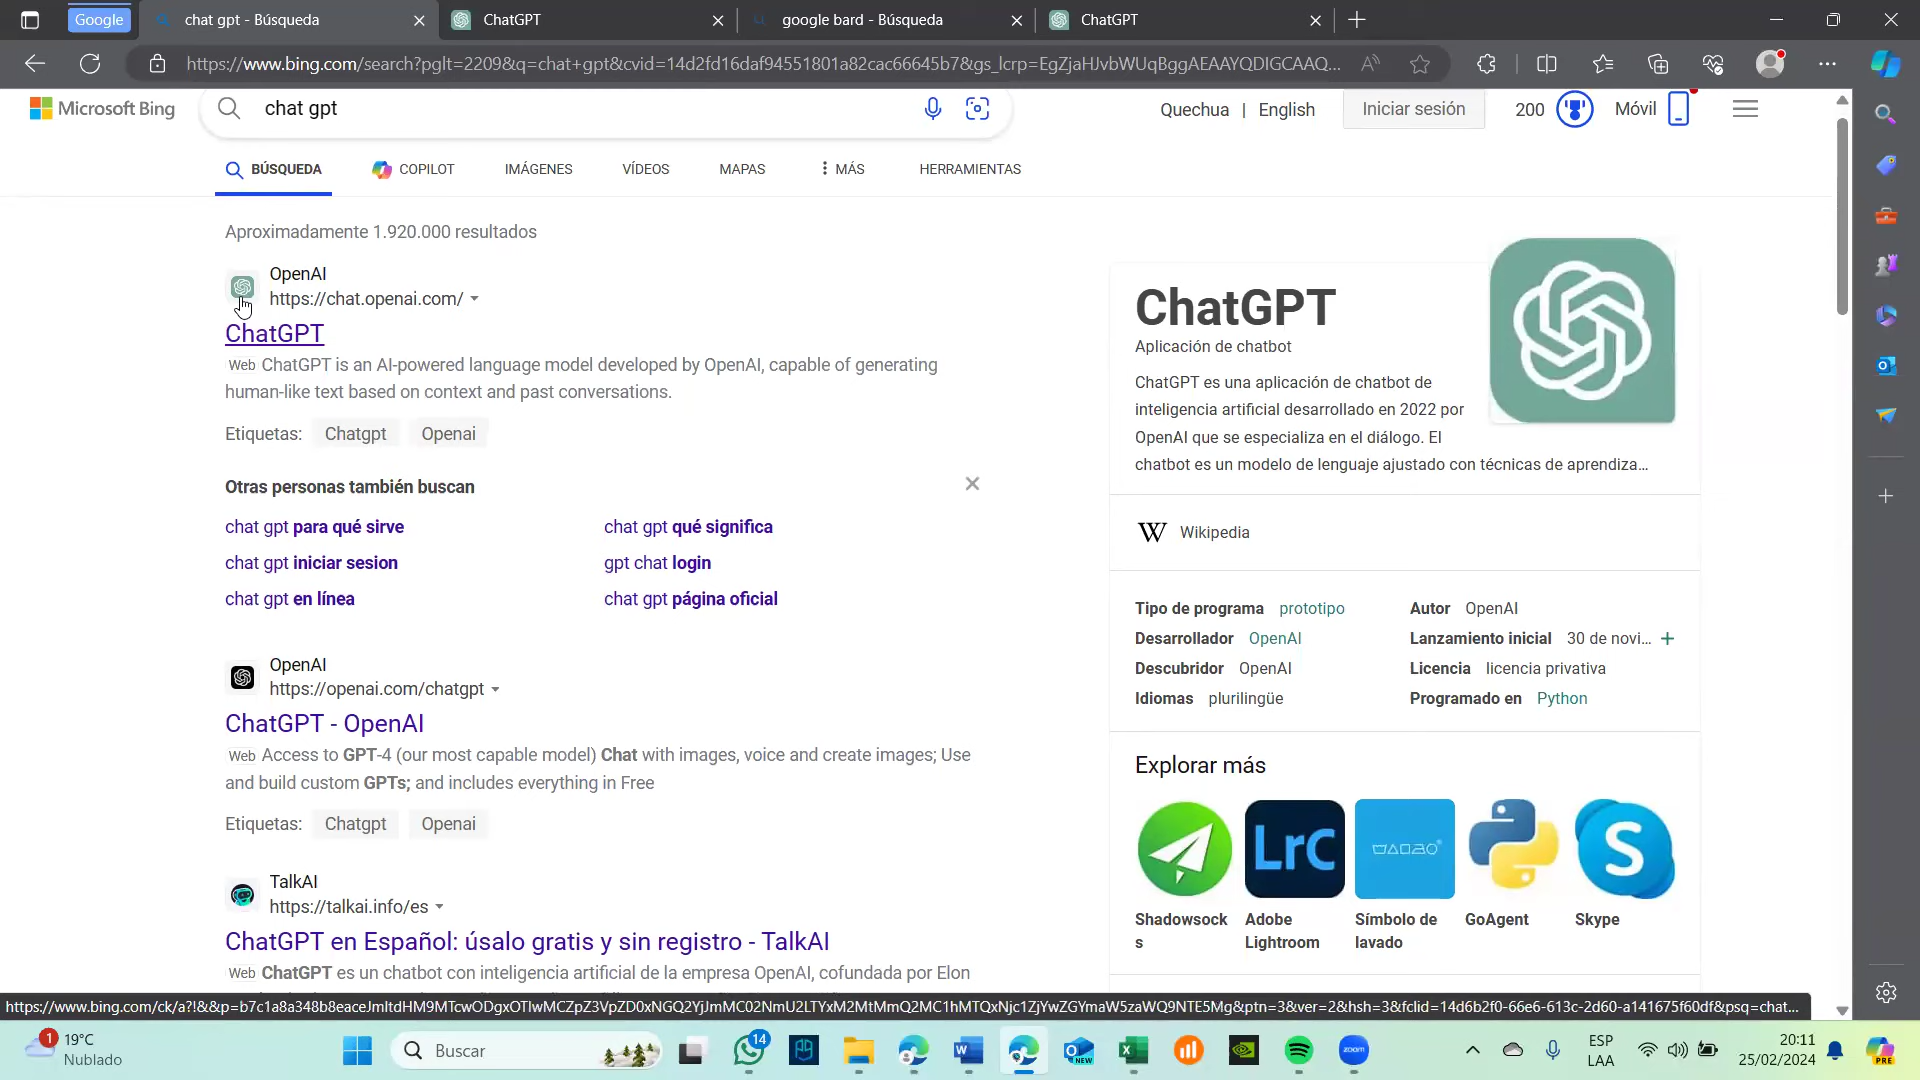 Google
chat gpt - Búsqueda
ChatGPT
google bard - Búsqueda
ChatGPT
https://www.bing.com/search?pglt=2209&q=chat+gpt&cvid=14d2fd16daf94551801a82cac66645b7&gs_lcrp=EgZjaHJvbWUqBggAEAAYQDIGCAAQ...
Microsoft Bing
chat gpt
Quechua | English
Iniciar sesión
200
Móvil
BÚSQUEDA
COPILOT
IMÁGENES
VÍDEOS
MAPAS
MÁS
HERRAMIENTAS
Aproximadamente 1.920.000 resultados
OpenAI
https://chat.openai.com/
ChatGPT
Web ChatGPT is an AI-powered language model developed by OpenAI, capable of generating
human-like text based on context and past conversations.
Etiquetas: Chatgpt Openai
Otras personas también buscan
chat gpt para qué sirve
chat gpt qué significa
chat gpt iniciar sesion
gpt chat login
chat gpt en línea
chat gpt página oficial
OpenAI
https://openai.com/chatgpt
ChatGPT - OpenAI
Web Access to GPT-4 (our most capable model) Chat with images, voice and create images; Use
and build custom GPTs; and includes everything in Free
Etiquetas: Chatgpt Openai
TalkAI
https://talkai.info/es
ChatGPT en Español: úsalo gratis y sin registro - TalkAI
Web ChatGPT es un chatbot con inteligencia artificial de la empresa OpenAI, cofundada por Elon
ChatGPT
Aplicación de chatbot
ChatGPT es una aplicación de chatbot de
inteligencia artificial desarrollado en 2022 por
OpenAI que se especializa en el diálogo. El
chatbot es un modelo de lenguaje ajustado con técnicas de aprendiza...
W Wikipedia
Tipo de programa prototipo
Autor OpenAI
Desarrollador OpenAI
Lanzamiento inicial 30 de novi... +
Descubridor OpenAI
Licencia licencia privativa
Idiomas plurilingüe
Programado en Python
Explorar más
LrC
S
Shadowsock
s
Adobe
Lightroom
Símbolo de
lavado
GoAgent
Skype
https://www.bing.com/ck/a?!&&p=b7c1a8a348b8eaceJmltdHM9MTcwODgxOTIwMCZpZ3VpZD0xNGQ2YjJmMC02NmU2LTYxM2MtMmQ2MC1hMTQxNjc1ZjYwZGYmaW5zaWQ9NTE5Mg&ptn=3&ver=2&hsh=3&fclid=14d6b2f0-66e6-613c-2d60-a141675f60df&psq=chat...
1
19°C
Nublado
Buscar
14
W
NEW
zoom
ESP
LAA
20:11
25/02/2024
PRE